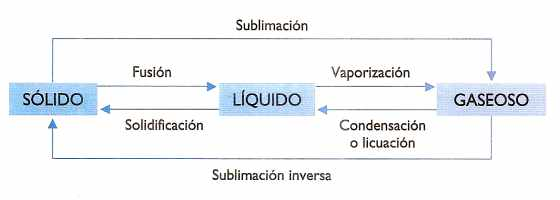 Sublimación
Fusión
Vaporización
SÓLIDO
LÍQUIDO
GASEOSO
Solidificación
Condensación
o licuación
Sublimación inversa